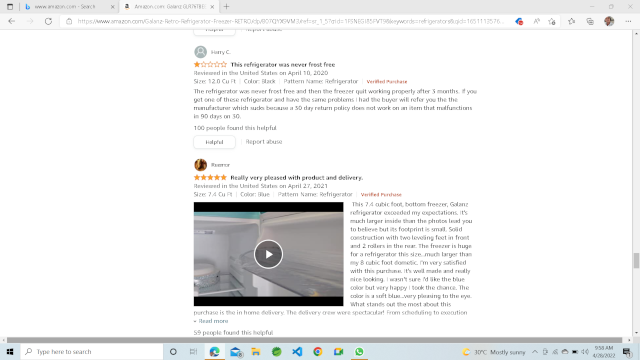 www.amazon.com - Search
Amazon.com: Galanz GLR76TBEE
https://www.amazon.com/Galanz-Retro-Refrigerator-Freezer-
Helpful
Report abuse
Harry C.
This refrigerator was never frost free
Reviewed in the United States on April 10, 2020
Size: 12.0 Cu Ft | Color: Black | Pattern Name: Refrigerator | Verified Purchase
The refrigerator was never frost free and then the freezer quit working properly after 3 months. If you
got one of these refrigerator and have the same problems I had the buyer will refer you the the
manufacturer which sucks because a 30 day return policy does not work on an item that malfunctions
in 90 days on 30.
100 people found this helpful
Helpful | Report abuse
Really very pleased with product and delivery.
Reviewed in the United States on April 27, 2021
Size: 7.4 Cu Ft | Color: Blue | Pattern Name: Refrigerator | Verified Purchase
This 7.4 cubic foot, bottom freezer, Galanz
refrigerator exceeded my expectations. It's
much larger inside than the photos lead you
to believe but its footprint is small. Solid
construction with two leveling feet in front
and 2 rollers in the rear. The freezer is huge
for a refrigerator this size...much larger than
my 8 cubic foot dometic. I'm very satisfied
with this purchase. It's well made and really
nice looking. I wasn't sure I'd like the blue
color but very happy I took the chance. The
color is a soft blue...very pleasing to the eye.
What stands out the most about this
purchase is the in home delivery. The delivery crew were spectacular! From scheduling to execution
Read more
59 people found this helpful
Type here to search
30°C Mostly sunny
9:58 AM
4/28/2022